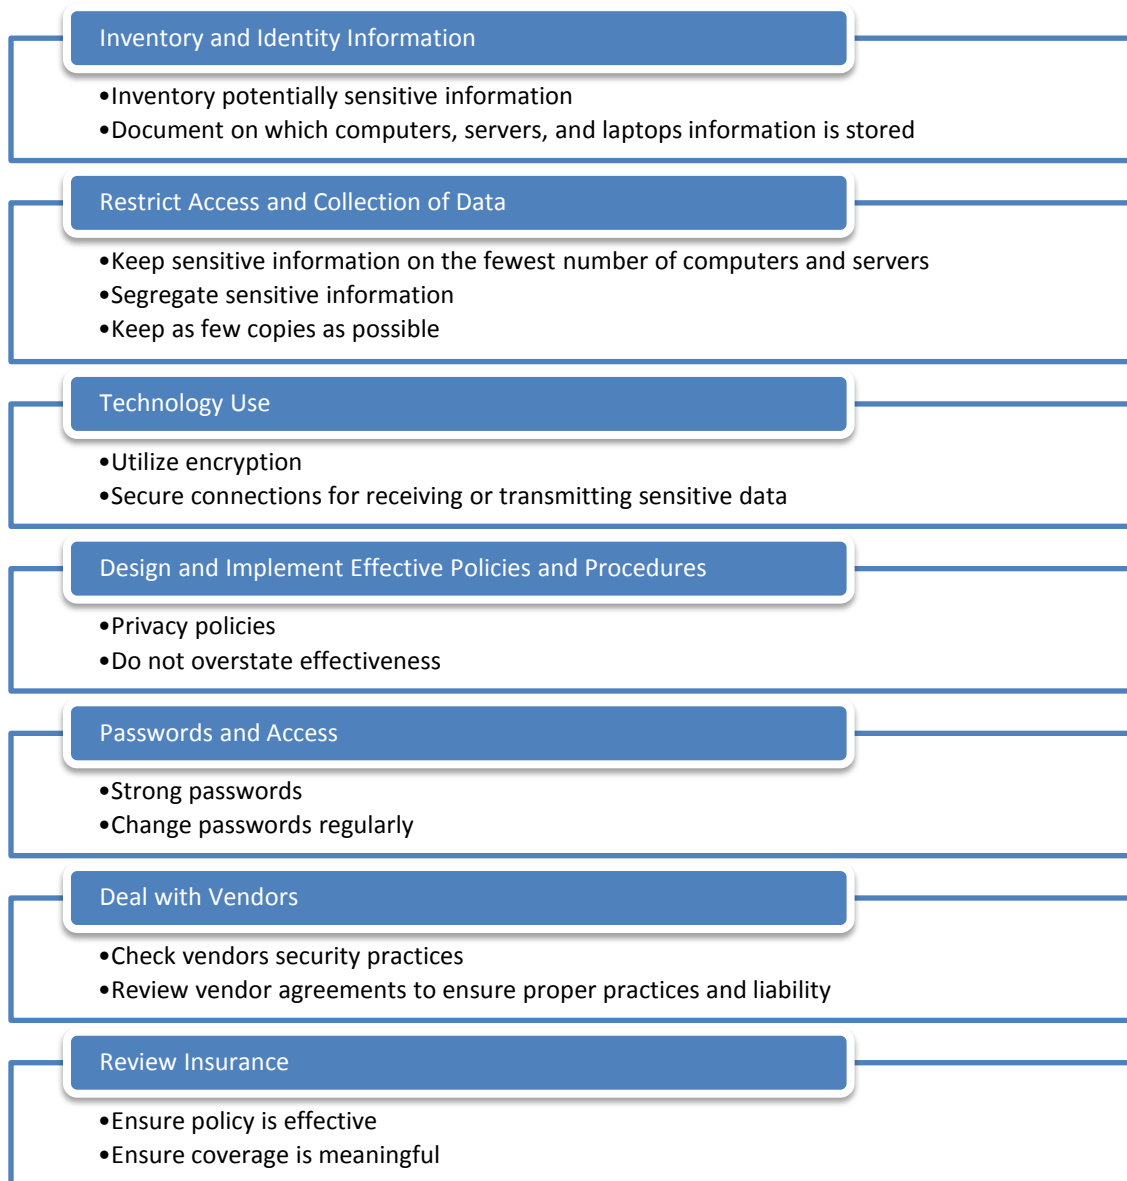 Inventory and Identity Information
•Inventory potentially sensitive information
•Document on which computers, servers, and laptops information is stored
Restrict Access and Collection of Data
•Keep sensitive information on the fewest number of computers and servers
•Segregate sensitive information
•Keep as few copies as possible
Technology Use
•Utilize encryption
•Secure connections for receiving or transmitting sensitive data
Design and Implement Effective Policies and Procedures
•Privacy policies
•Do not overstate effectiveness
Passwords and Access
•Strong passwords
•Change passwords regularly
Deal with Vendors
•Check vendors security practices
•Review vendor agreements to ensure proper practices and liability
Review Insurance
•Ensure policy is effective
•Ensure coverage is meaningful